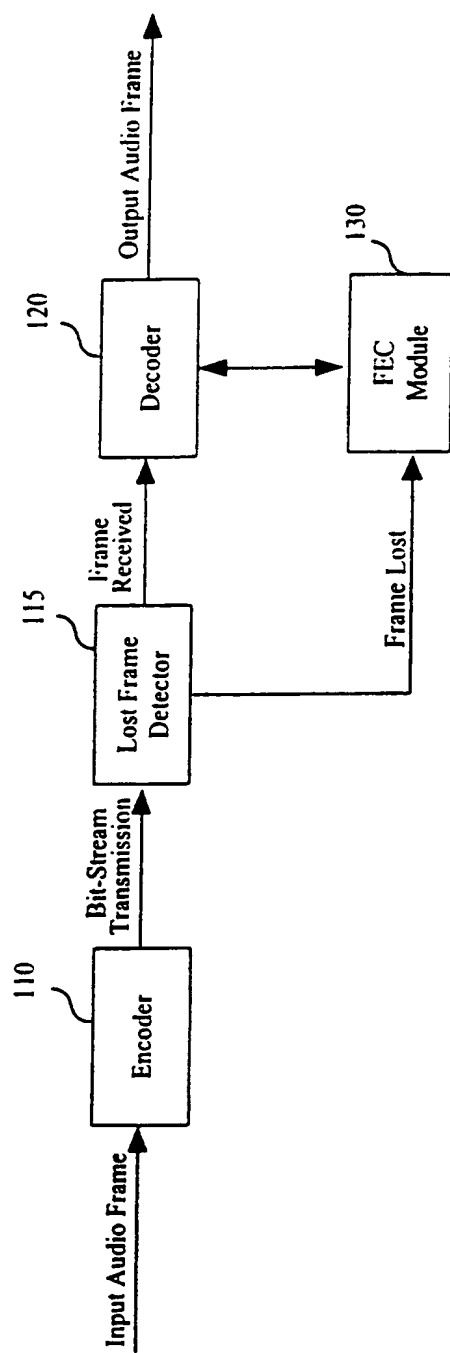 Input Audio Frame
110
Encoder
Bit-Stream
Transmission
115
Lost Frame
Detector
Frame
Received
Frame Lost
120
Decoder
Output Audio Frame
130
FEC
Module